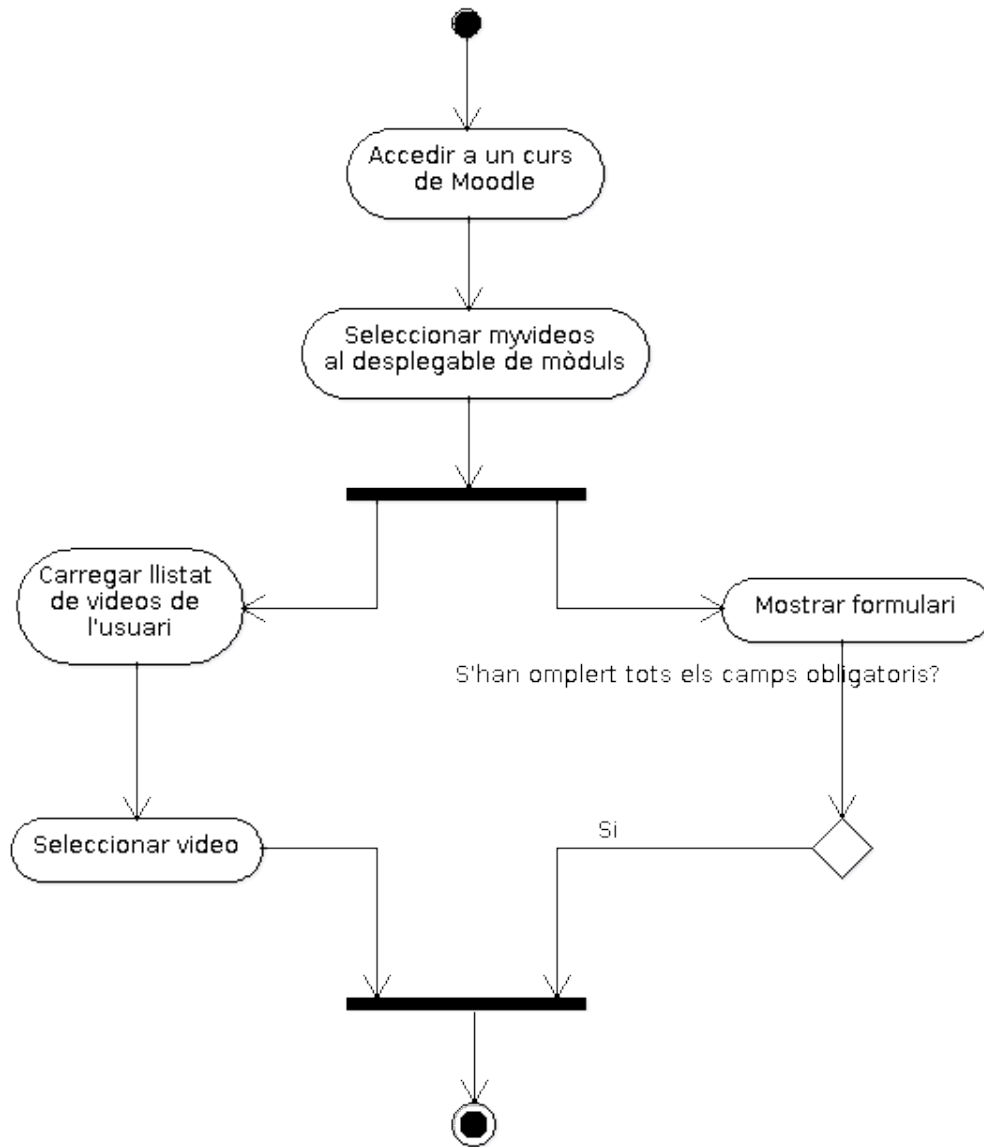 Accedir a un curs
de Moodle
Seleccionar myvideos
al desplegable de mòduls
Carregar llistat
de videos de
l'usuari
Mostrar formulari
S'han omplert tots els camps obligatoris?
Si
Seleccionar video